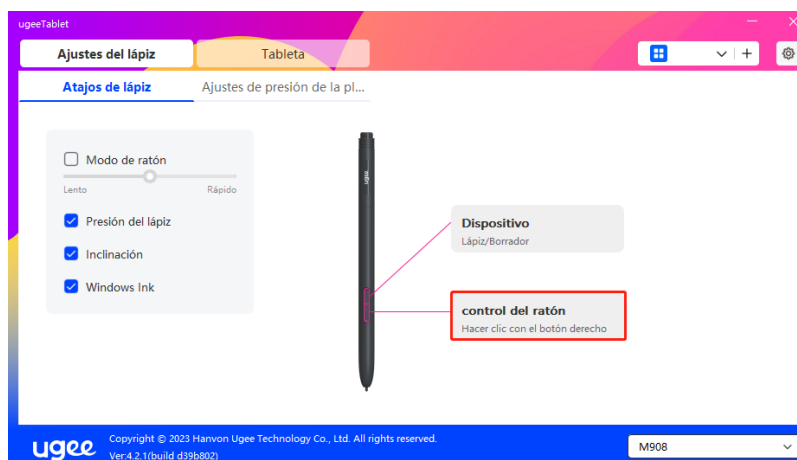 ugeeTablet
Ajustes del lápiz
Tableta
Atajos de lápiz
Ajustes de presión de la pl...
Modo de ratón
Lento
Rápido
Presión del lápiz
Inclinación
Windows Ink
ugee
Dispositivo
Lápiz/Borrador
control del ratón
Hacer clic con el botón derecho
ugee
Copyright © 2023 Hanvon Ugee Technology Co., Ltd. All rights reserved.
Ver:4.2.1(build d39b802)
M908